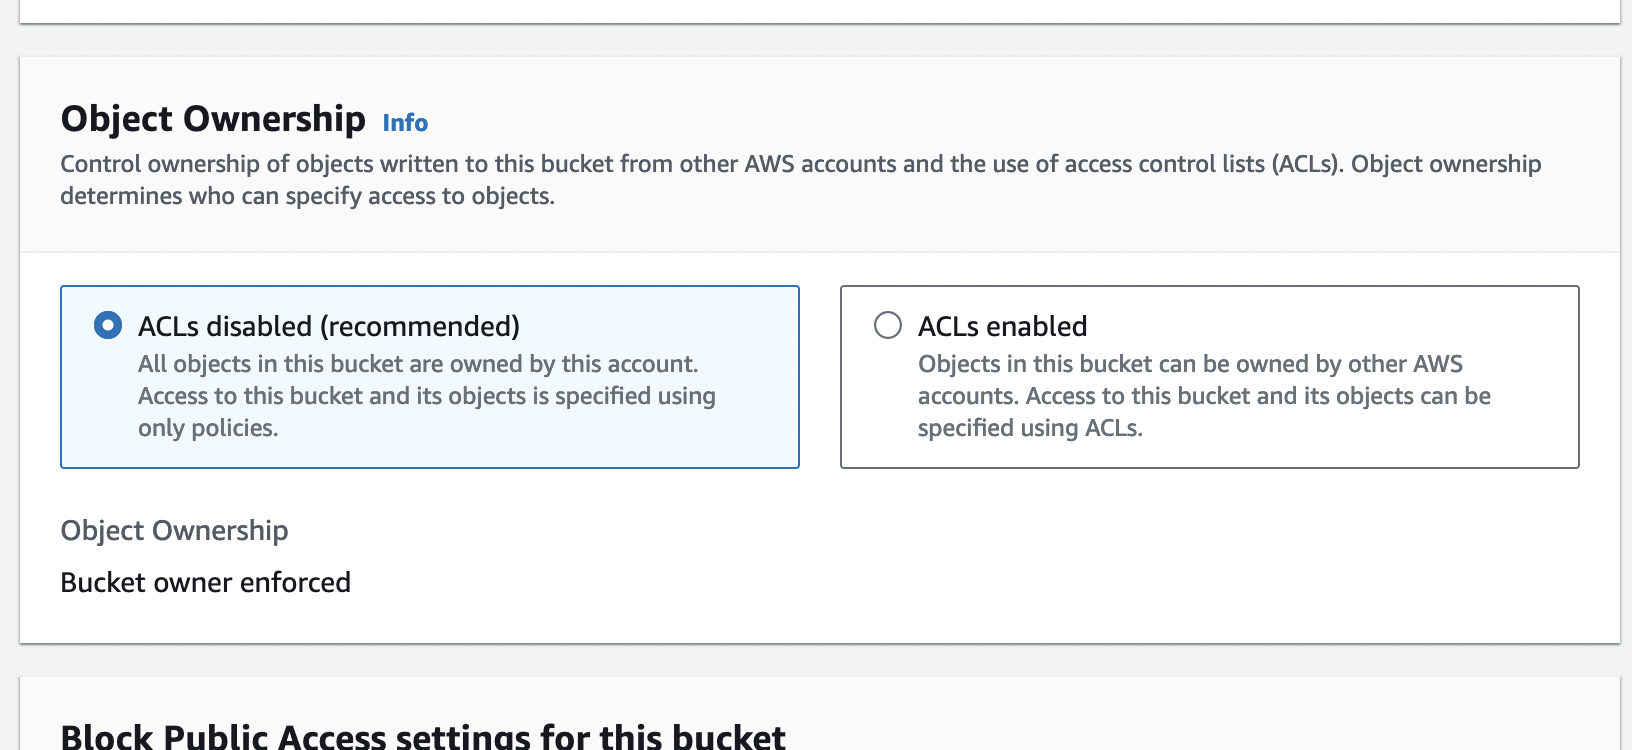 Object Ownership Info
Control ownership of objects written to this bucket from other AWS accounts and the use of access control lists (ACLs). Object ownership
determines who can specify access to objects.
ACLs disabled (recommended)
All objects in this bucket are owned by this account.
Access to this bucket and its objects is specified using
only policies.
ACLs enabled
Objects in this bucket can be owned by other AWS
accounts. Access to this bucket and its objects can be
specified using ACLs.
Object Ownership
Bucket owner enforced
Block Public Access settings for this bucket